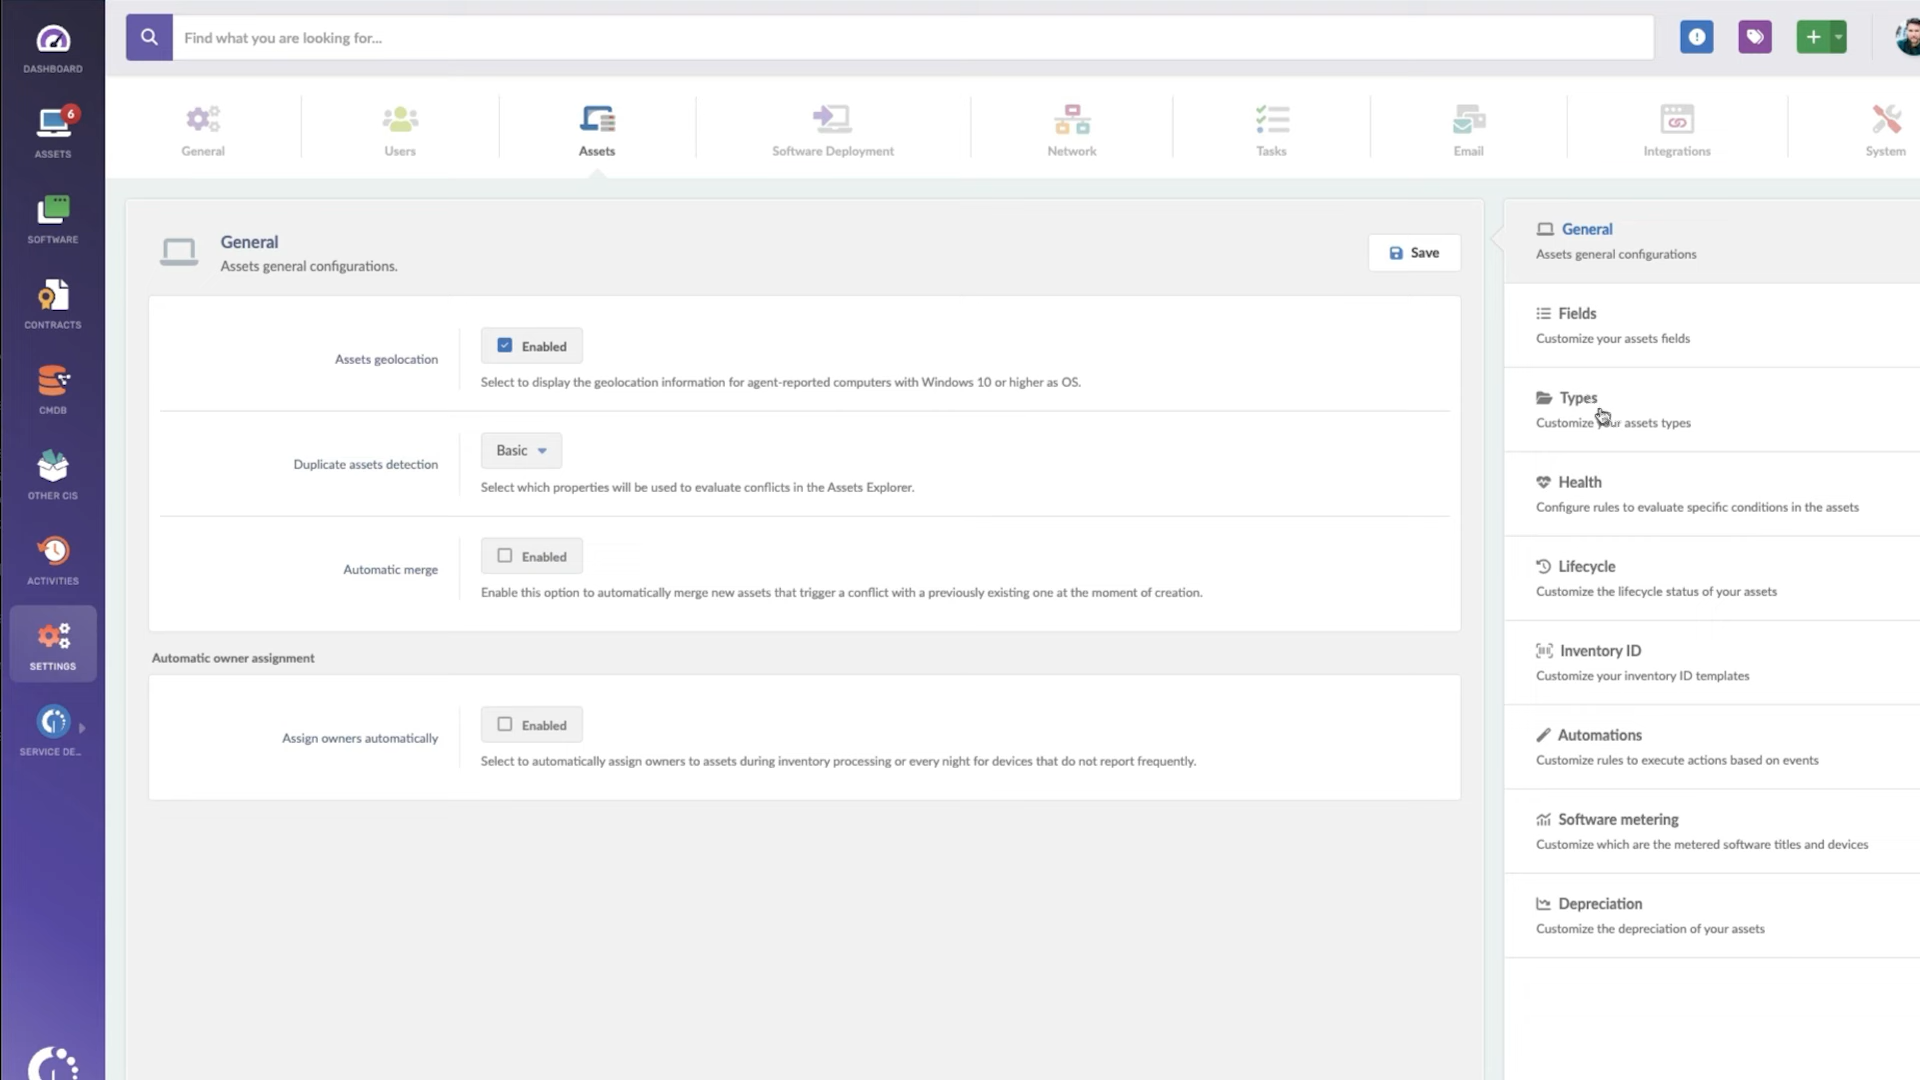 Find what you are looking for...
DASHBOARD
6
ASSETS
SOFTWARE
CONTRACTS
CMDB
OTHER CIS
ACTIVITIES
SETTINGS
SERVICE DE...
General
Users
Assets
Software Deployment
Network
Tasks
Email
Integrations
System
General
Assets general configurations.
Save
Assets geolocation
Enabled
Select to display the geolocation information for agent-reported computers with Windows 10 or higher as OS.
Duplicate assets detection
Basic
Select which properties will be used to evaluate conflicts in the Assets Explorer.
Automatic merge
Enabled
Enable this option to automatically merge new assets that trigger a conflict with a previously existing one at the moment of creation.
Automatic owner assignment
Assign owners automatically
Enabled
Select to automatically assign owners to assets during inventory processing or every night for devices that do not report frequently.
General
Assets general configurations
Fields
Customize your assets fields
Types
Customize your assets types
Health
Configure rules to evaluate specific conditions in the assets
Lifecycle
Customize the lifecycle status of your assets
Inventory ID
Customize your inventory ID templates
Automations
Customize rules to execute actions based on events
Software metering
Customize which are the metered software titles and devices
Depreciation
Customize the depreciation of your assets